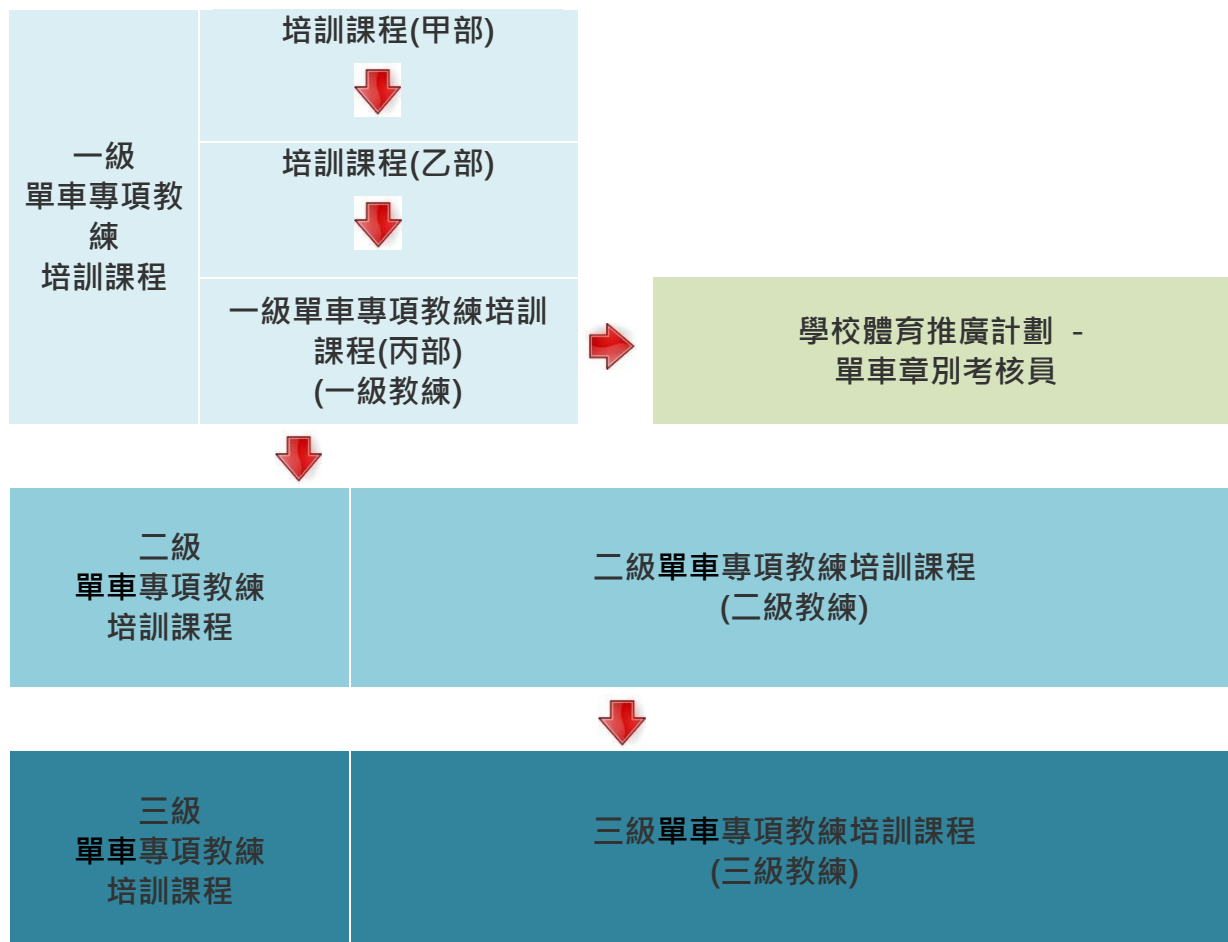 培訓課程(甲部)
一級
單車專項教
練
培訓課程
培訓課程(乙部)
一級單車專項教練培訓
課程(丙部)
(一級教練)
學校體育推廣計劃 -
單車章別考核員
二級
單車專項教練
培訓課程
二級單車專項教練培訓課程
(二級教練)
三級
單車專項教練
培訓課程
三級單車專項教練培訓課程
(三級教練)